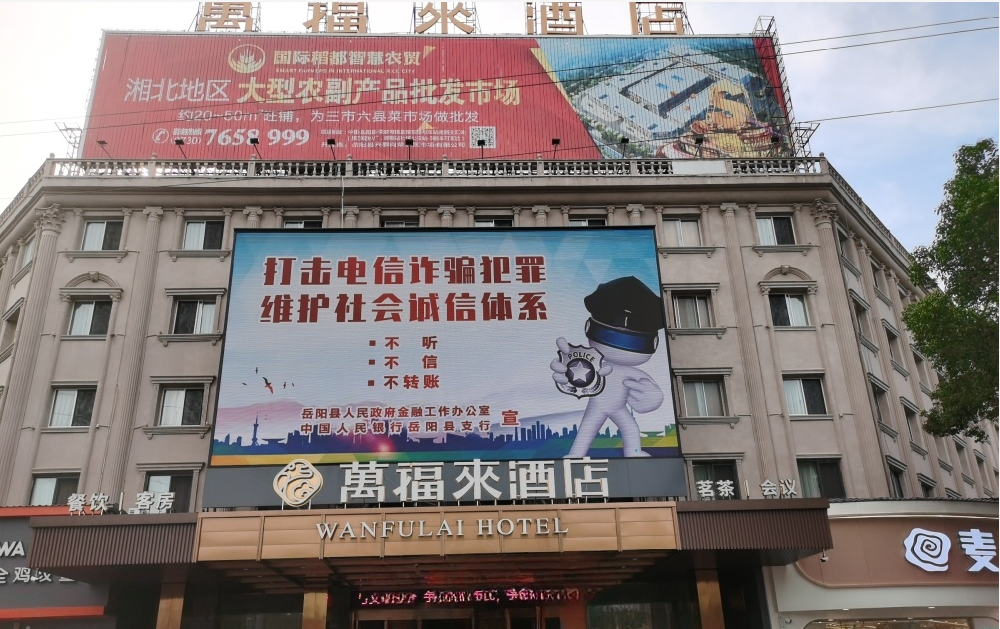 萬福來酒店
国际稻都智慧农贸
湘北地区 大型农副产品批发市场
约20~50㎡旺铺，为三市六县菜市场做批发
7658 999
打击电信诈骗犯罪
维护社会诚信体系
POLICE
▪ 不 听
▪ 不 信
▪ 不转账
岳阳县人民政府金融工作办公室
中国人民银行岳阳县支行
宣
萬福來酒店
餐饮 | 客房
茗茶 | 会议
WANFULAI HOTEL
WA
麦